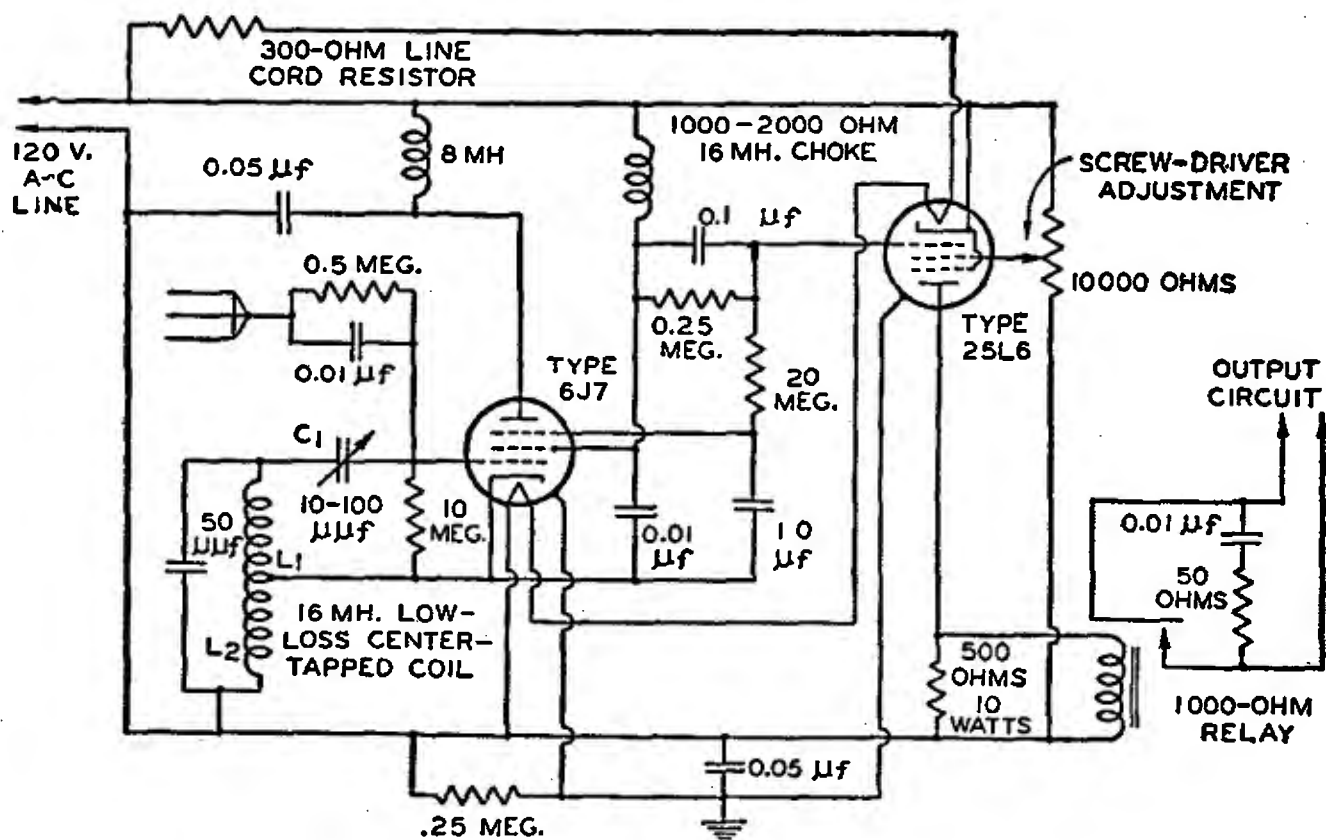 300-OHM LINE
CORD RESISTOR
120 V.
A-C
LINE
0.05 μf
8 MH
1000-2000 OHM
16 MH. CHOKE
SCREW-DRIVER
ADJUSTMENT
0.1 μf
0.5 MEG.
0.01 μf
0.25
MEG.
TYPE
25L6
10000 OHMS
TYPE
6J7
20
MEG.
OUTPUT
CIRCUIT
C1
10-100
μμf
50
μμf
L1
10
MEG.
0.01
μf
10
μf
0.01 μf
50
OHMS
16 MH. LOW-
LOSS CENTER-
TAPPED COIL
L2
500
OHMS
10
WATTS
1000-OHM
RELAY
0.05 μf
.25 MEG.